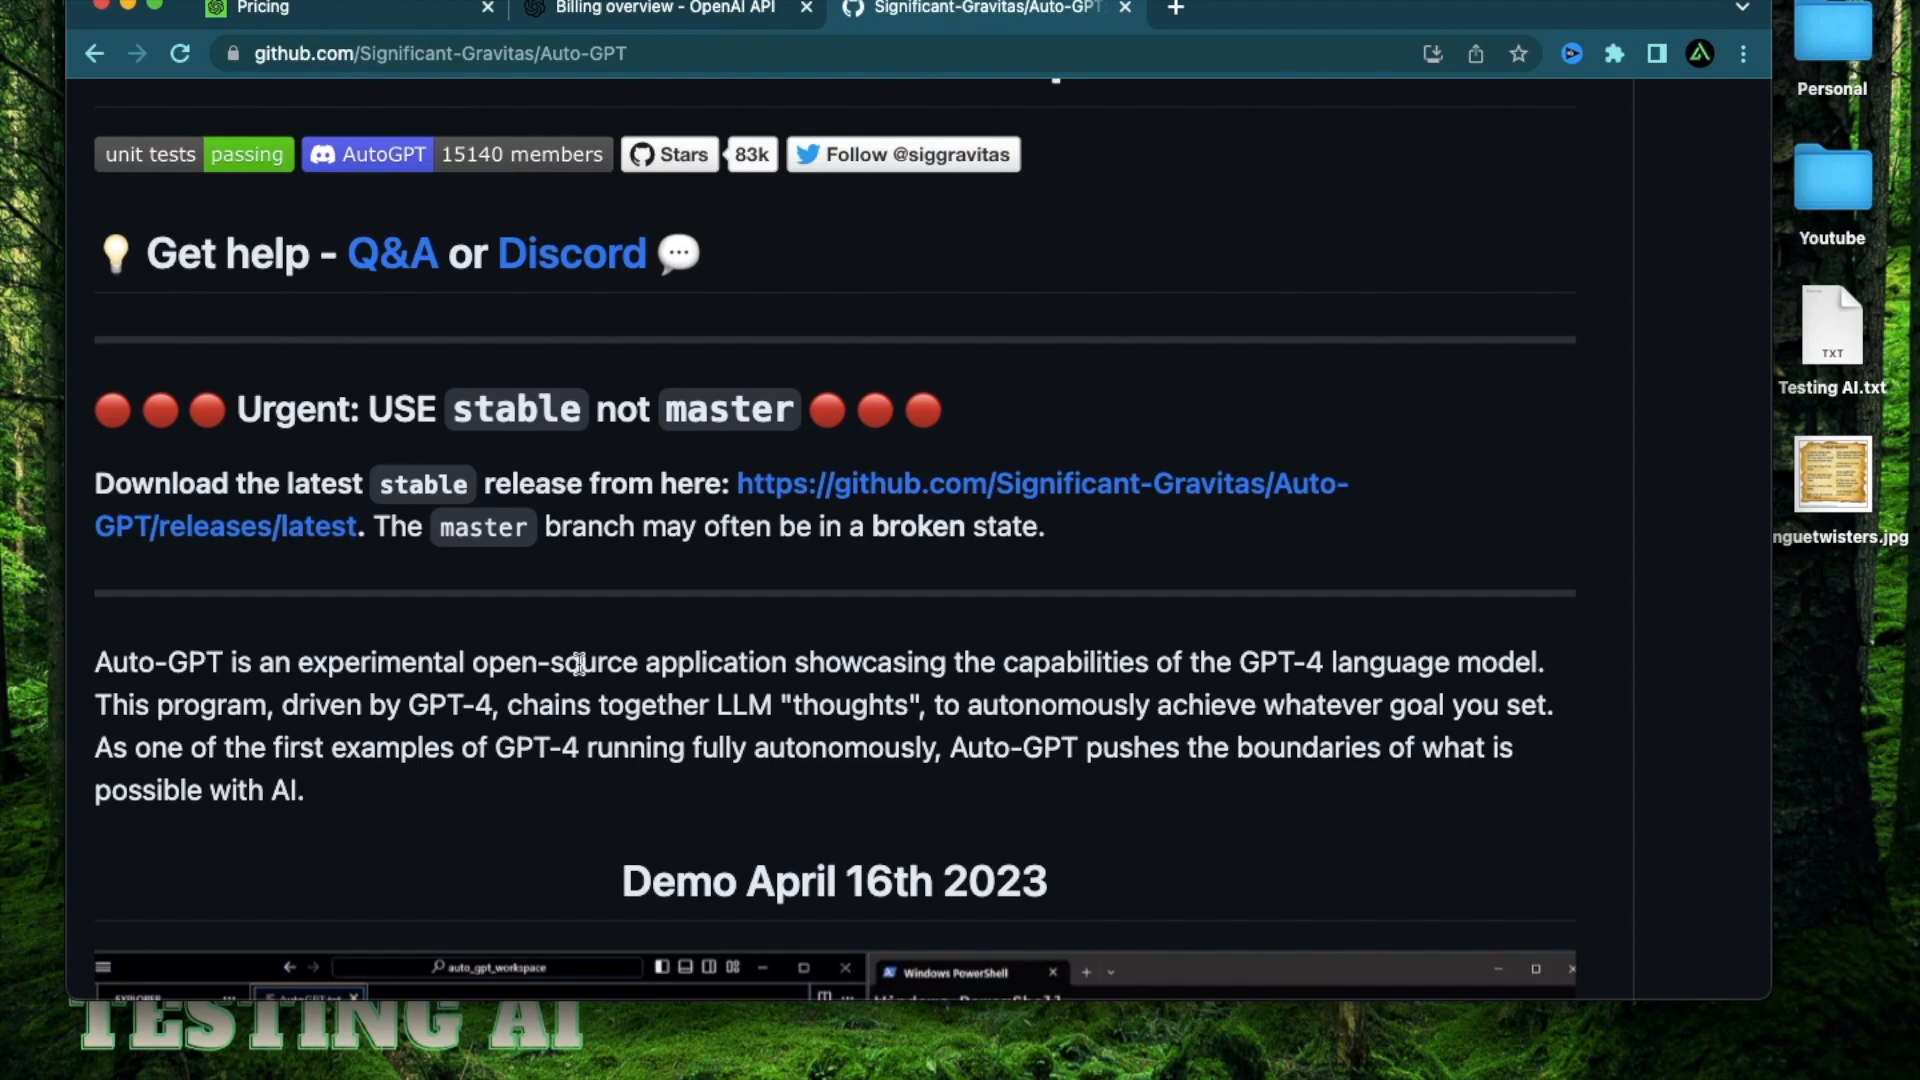 Pricing
Billing overview - OpenAI API
Significant-Gravitas/Auto-GPT
github.com/Significant-Gravitas/Auto-GPT
Personal
unit tests passing AutoGPT 15140 members Stars 83k Follow @siggravitas
Youtube
Get help - Q&A or Discord
TXT
Testing AI.txt
Urgent: USE stable not master
Download the latest stable release from here: https://github.com/Significant-Gravitas/Auto-
GPT/releases/latest. The master branch may often be in a broken state.
nguetwisters.jpg
Auto-GPT is an experimental open-source application showcasing the capabilities of the GPT-4 language model.
This program, driven by GPT-4, chains together LLM "thoughts", to autonomously achieve whatever goal you set.
As one of the first examples of GPT-4 running fully autonomously, Auto-GPT pushes the boundaries of what is
possible with AI.
Demo April 16th 2023
auto_gpt_workspace
Windows PowerShell
EXPLORER
AutoGPT.txt
Windows PowerShell
TESTING AI